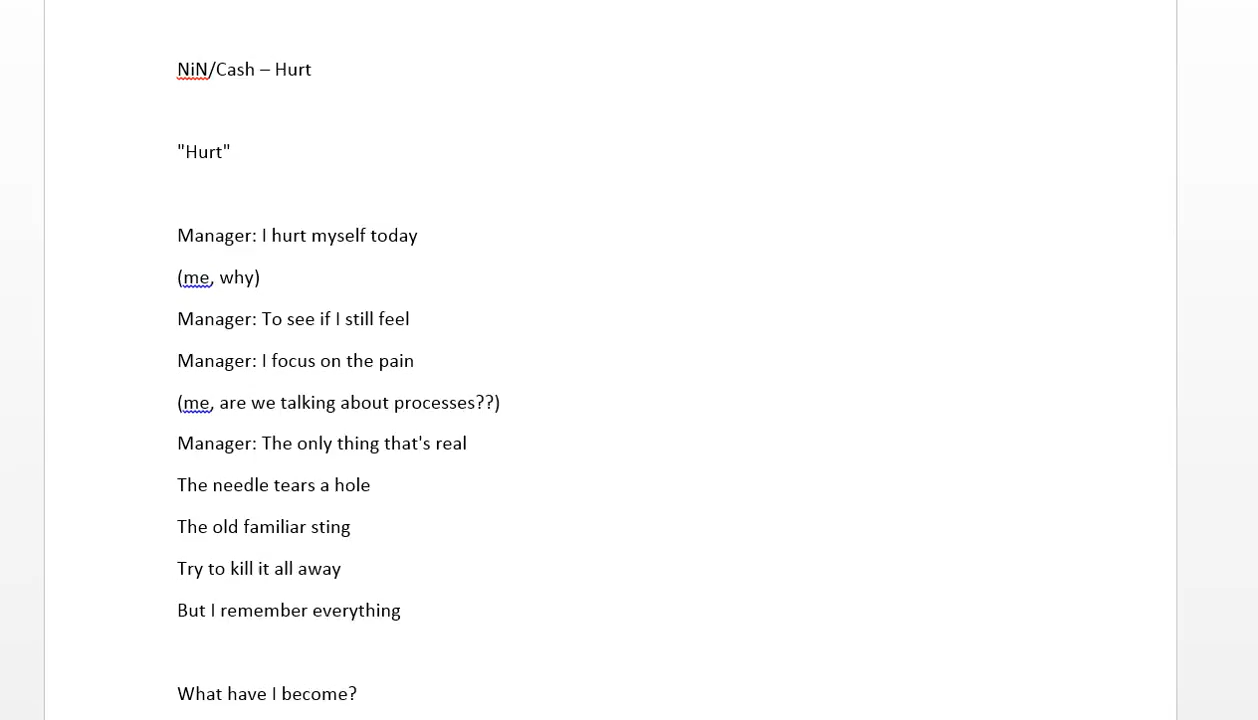 NiN/Cash – Hurt
"Hurt"
Manager: I hurt myself today
(me, why)
Manager: To see if I still feel
Manager: I focus on the pain
(me, are we talking about processes??)
Manager: The only thing that's real
The needle tears a hole
The old familiar sting
Try to kill it all away
But I remember everything
What have I become?